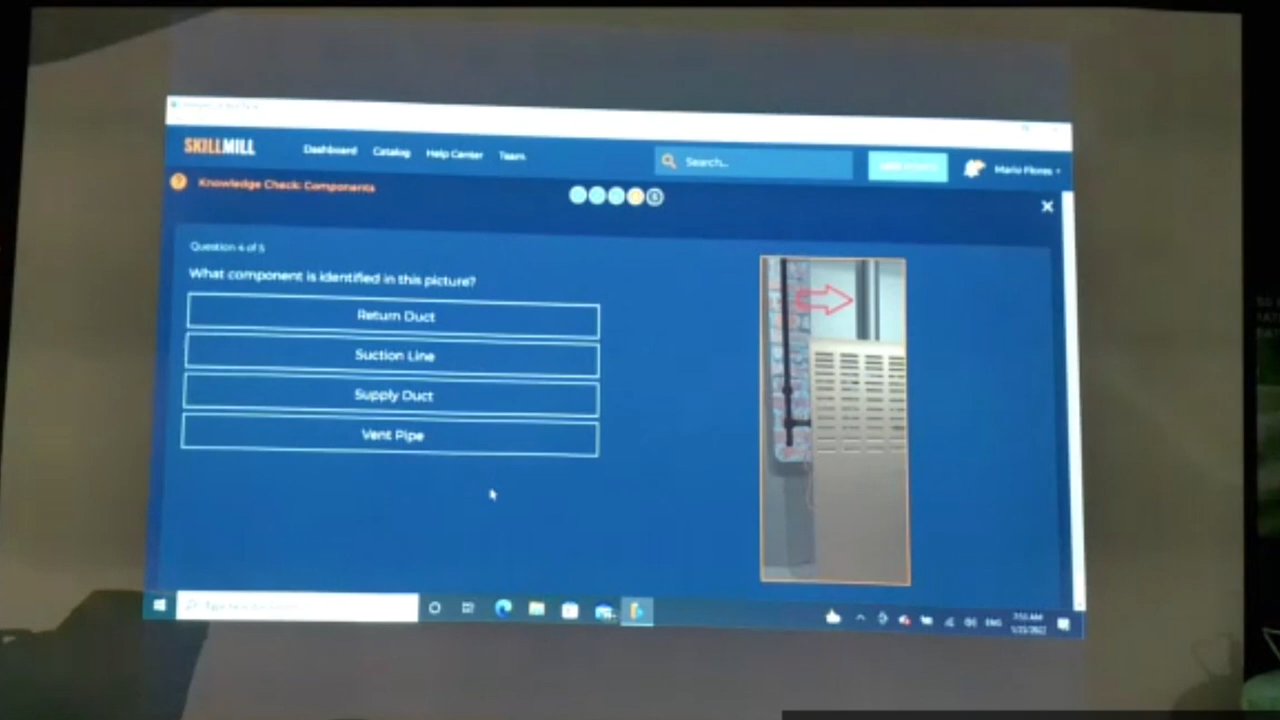 SKILLMILL
Dashboard Catalog Help Center Team
Search...
Mario Flores
Knowledge Check: Components
Question 4 of 5
What component is identified in this picture?
Return Duct
Suction Line
Supply Duct
Vent Pipe
ENG